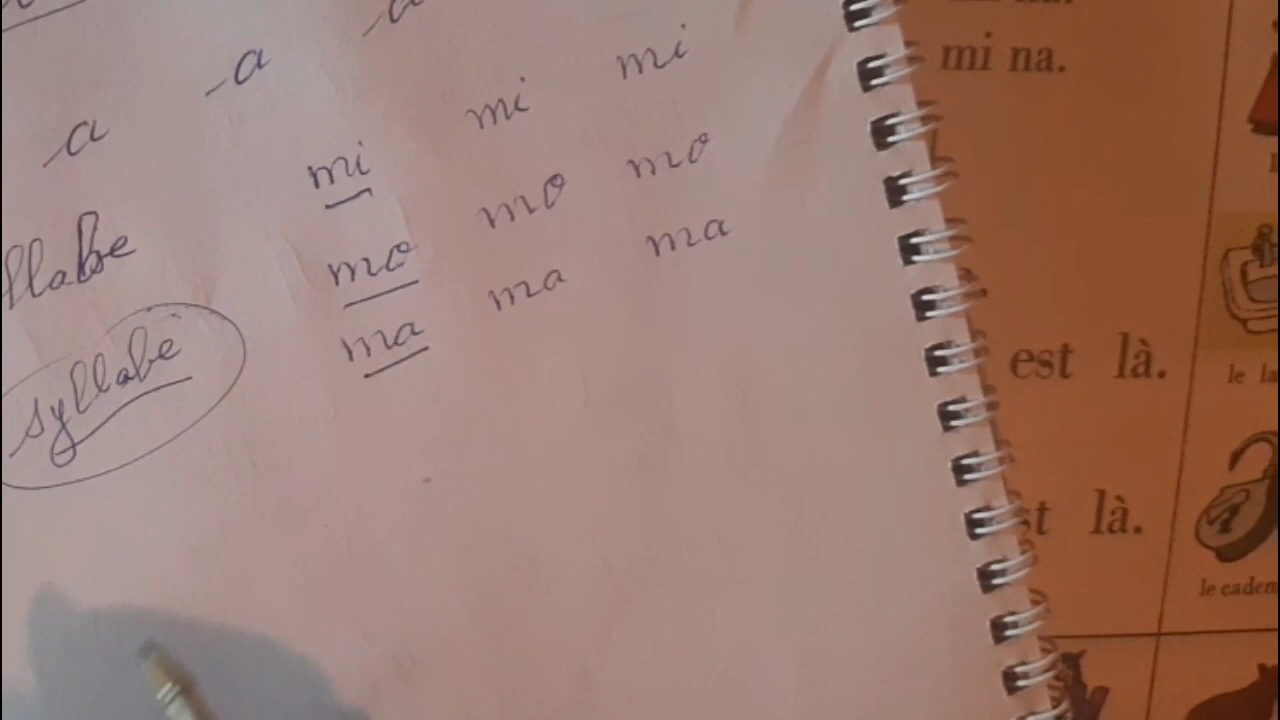 a a
mi mi mi
llabe
mo mo mo
syllabe
ma ma ma
mi na.
est là.
st là.
le la
le caden